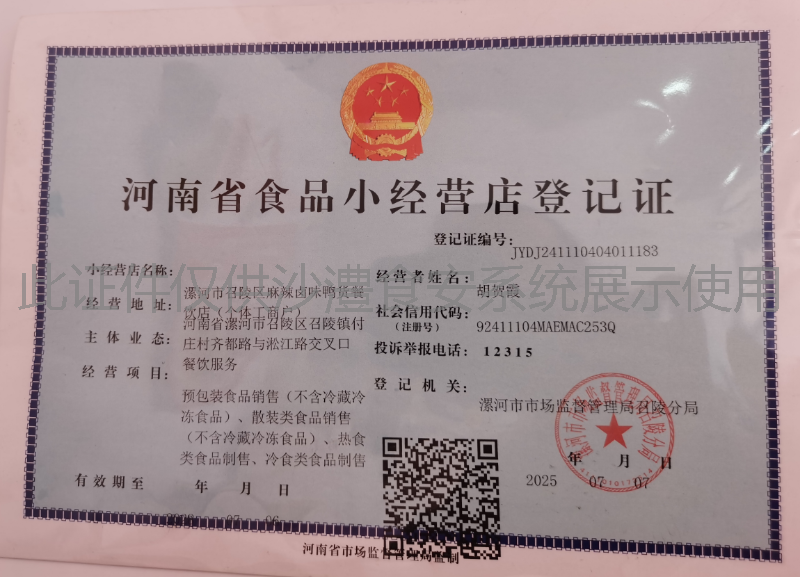 河南省食品小经营店登记证
登记证编号:
JYDJ241110404011183
此证件仅供沙澧食安系统展示使用
小经营店名称:
漯河市召陵区麻辣卤味鸭货餐
饮店（个体工商户）
经营地址:
河南省漯河市召陵区召陵镇付
庄村齐都路与淞江路交叉口
主体业态:
餐饮服务
经营项目:
预包装食品销售（不含冷藏冷
冻食品）、散装类食品销售
（不含冷藏冷冻食品）、热食
类食品制售、冷食类食品制售
经营者姓名:
胡贺霞
社会信用代码:
（注册号）
92411104MAEMAC253Q
投诉举报电话: 12315
登记机关:
漯河市市场监督管理局召陵分局
年 月 日
2025 07 07
有效期至 年 月 日
07 06
河南省市场监督管理局监制